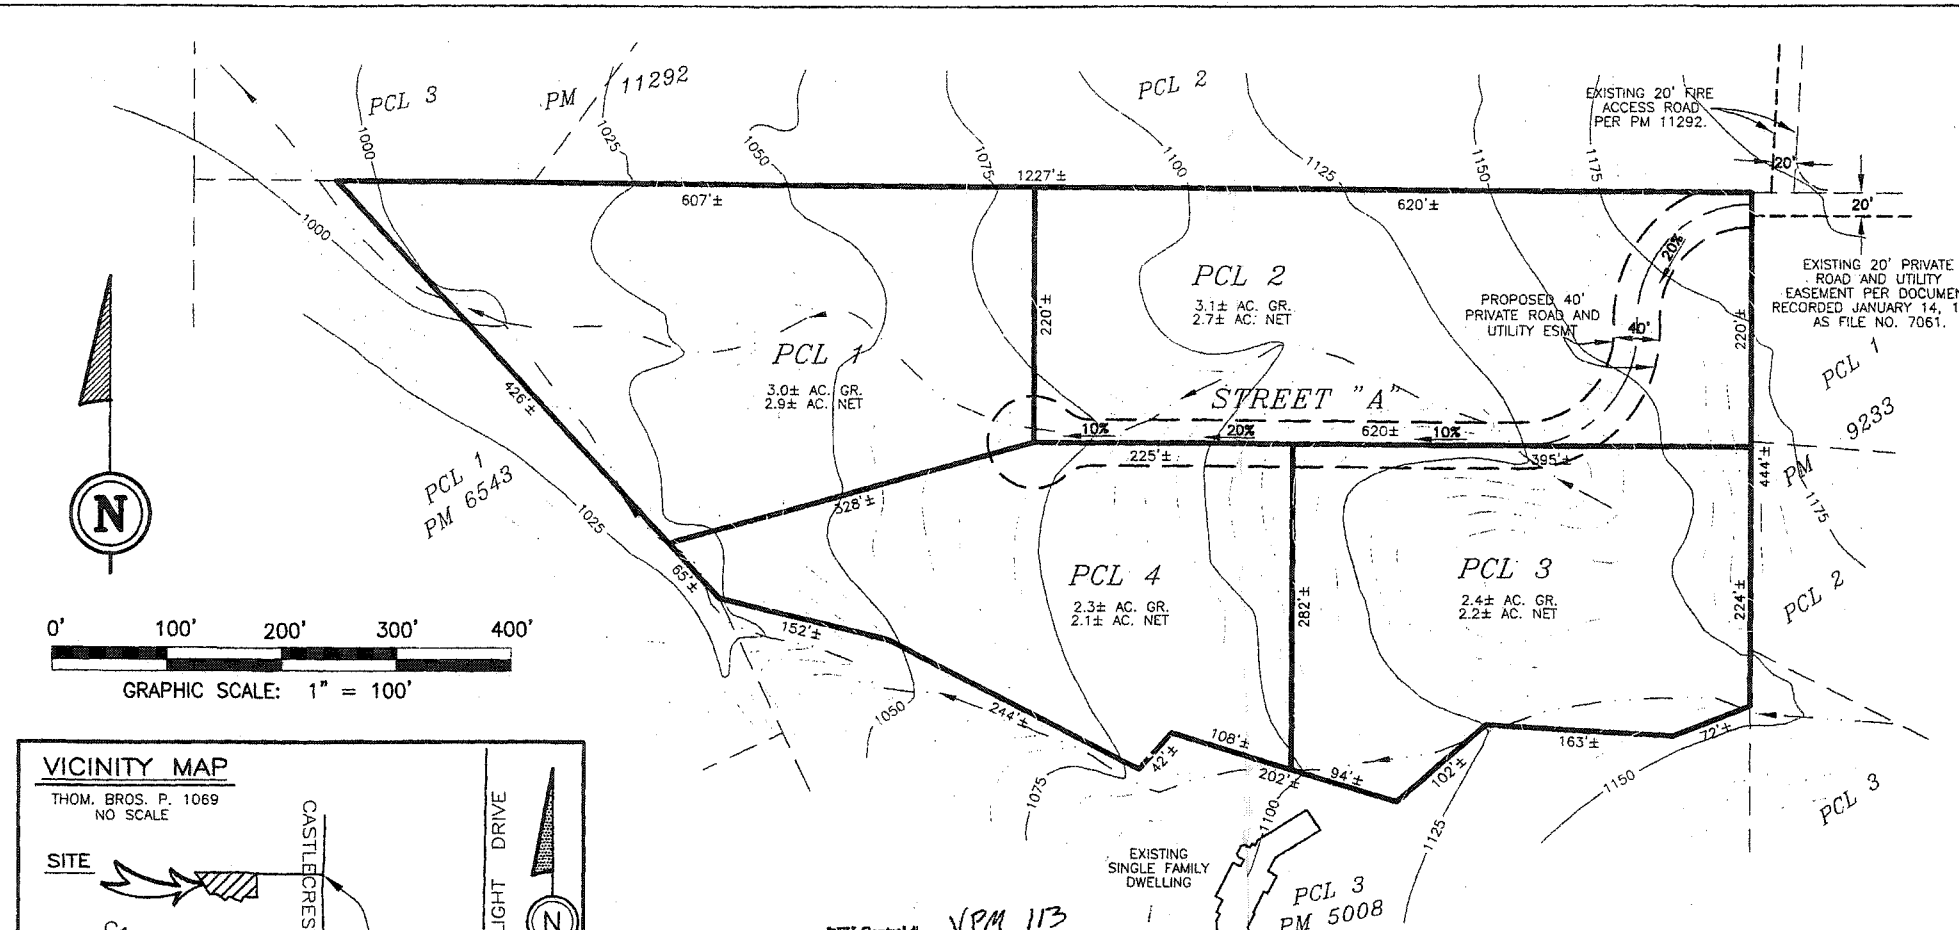 PCL 3
PM 11292
PCL 2
EXISTING 20' FIRE
ACCESS ROAD
PER PM 11292.
1000
1025
1050
1075
1100
1125
1150
1175
20'
1227'±
607'±
620'±
20'
1000
PCL 2
3.1± AC. GR.
2.7± AC. NET
20%
EXISTING 20' PRIVATE
ROAD AND UTILITY
RECORDED JANUARY 14,
AS FILE NO. 7061.
PROPOSED 40'
PRIVATE ROAD AND
UTILITY ESMT
40'
220'±
220'±
PCL 1
3.0± AC. GR.
2.9± AC. NET
PCL 1
9233
PM
426'±
STREET "A"
10%
20%
620±
10%
225'±
395'±
444'±
PCL 1
PM 6543
328'±
1025
1175
N
PCL 4
2.3± AC. GR.
2.1± AC. NET
PCL 3
2.4± AC. GR.
2.2± AC. NET
PCL 2
65'±
282'±
224'±
152'±
0' 100' 200' 300' 400'
GRAPHIC SCALE: 1" = 100'
1050
244'±
42'±
108'±
202'±
94'±
102'±
163'±
72'±
1075
1100
1125
1150
PCL 3
VICINITY MAP
THOM. BROS. P. 1069
NO SCALE
SITE
DRIVE
N
EXISTING
SINGLE FAMILY
DWELLING
PCL 3
PM 5008
VPM 113